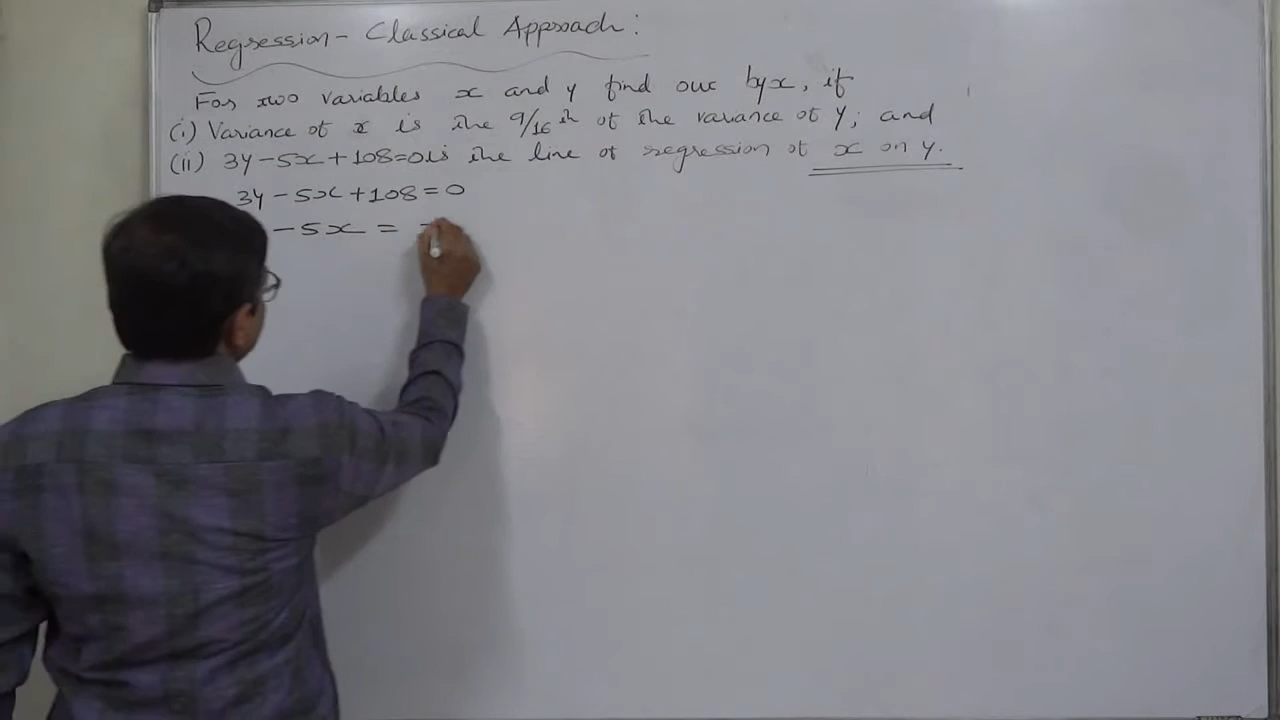 Regression - Classical Approach :
For two variables x and y find out byx, if
(i) Variance of x is the 9/16 th of the variance of y; and
(ii) 3y-5x+108=0 is the line of regression of x on y.
3y-5x+108=0
-5x =